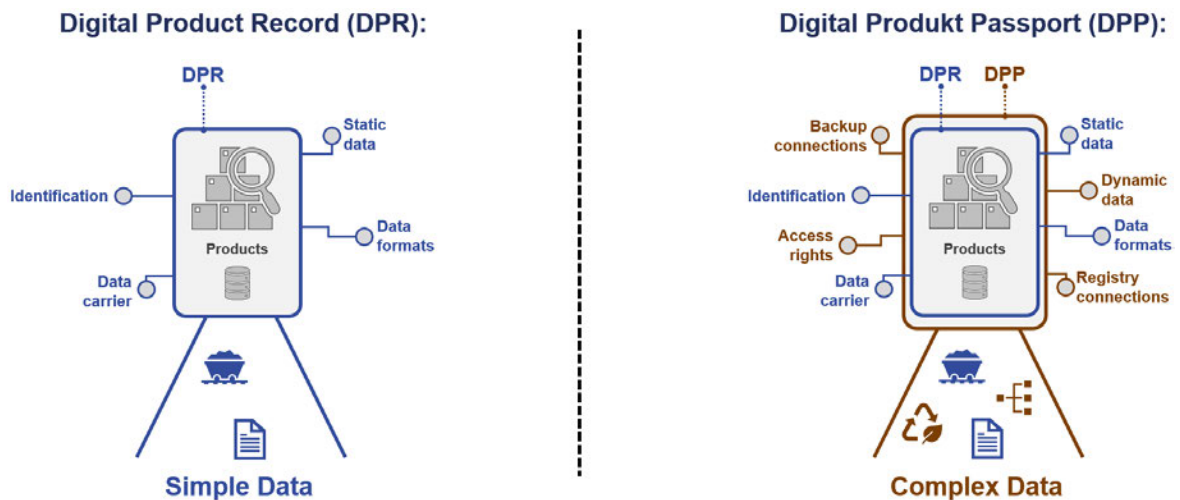 Digital Product Record (DPR):
DPR
Static
data
Identification
Data
formats
Products
Data
carrier
Simple Data
Digital Produkt Passport (DPP):
DPR
DPP
Backup
connections
Static
data
Identification
Dynamic
data
Access
rights
Data
formats
Products
Data
carrier
Registry
connections
Complex Data